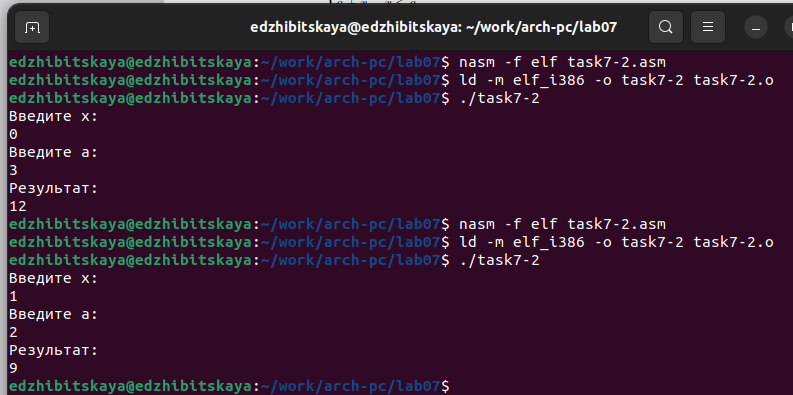 edzhibitskaya@edzhibitskaya: ~/work/arch-pc/lab07
edzhibitskaya@edzhibitskaya:~/work/arch-pc/lab07$ nasm -f elf task7-2.asm
edzhibitskaya@edzhibitskaya:~/work/arch-pc/lab07$ ld -m elf_i386 -o task7-2 task7-2.o
edzhibitskaya@edzhibitskaya:~/work/arch-pc/lab07$ ./task7-2
Введите x:
0
Введите a:
3
Результат:
12
edzhibitskaya@edzhibitskaya:~/work/arch-pc/lab07$ nasm -f elf task7-2.asm
edzhibitskaya@edzhibitskaya:~/work/arch-pc/lab07$ ld -m elf_i386 -o task7-2 task7-2.o
edzhibitskaya@edzhibitskaya:~/work/arch-pc/lab07$ ./task7-2
Введите x:
1
Введите a:
2
Результат:
9
edzhibitskaya@edzhibitskaya:~/work/arch-pc/lab07$